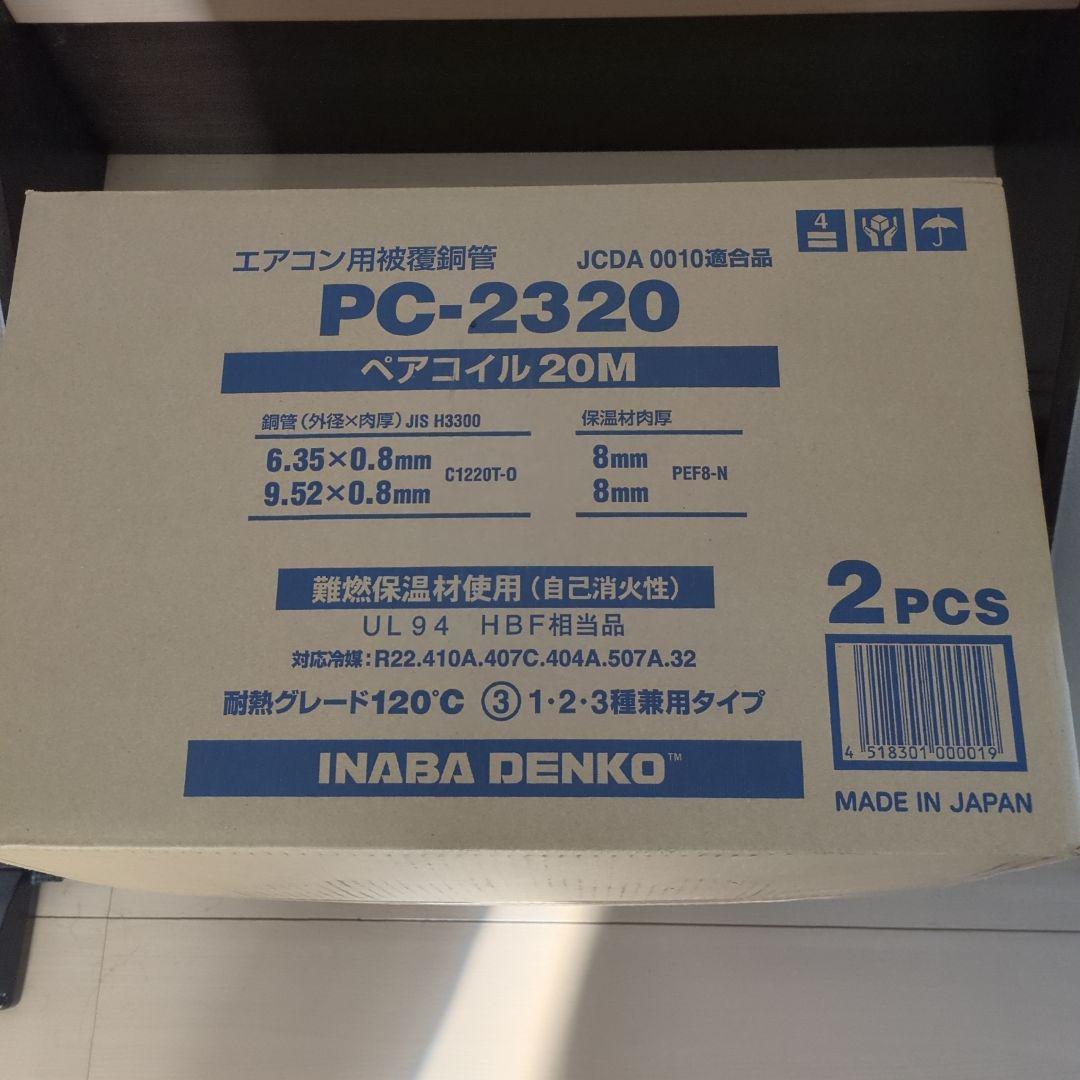 4
エアコン用被覆銅管 JCDA 0010適合品
PC-2320
ペアコイル 20M
銅管(外径×肉厚)JIS H3300 保温材肉厚
6.35×0.8mm C1220T-O 8mm PEF8-N
9.52×0.8mm 8mm
難燃保温材使用(自己消火性)
UL94 HBF相当品
対応冷媒:R22.410A.407C.404A.507A.32
耐熱グレード120℃ ③1・2・3種兼用タイプ
INABA DENKO™
2PCS
4 518301 000019
MADE IN JAPAN